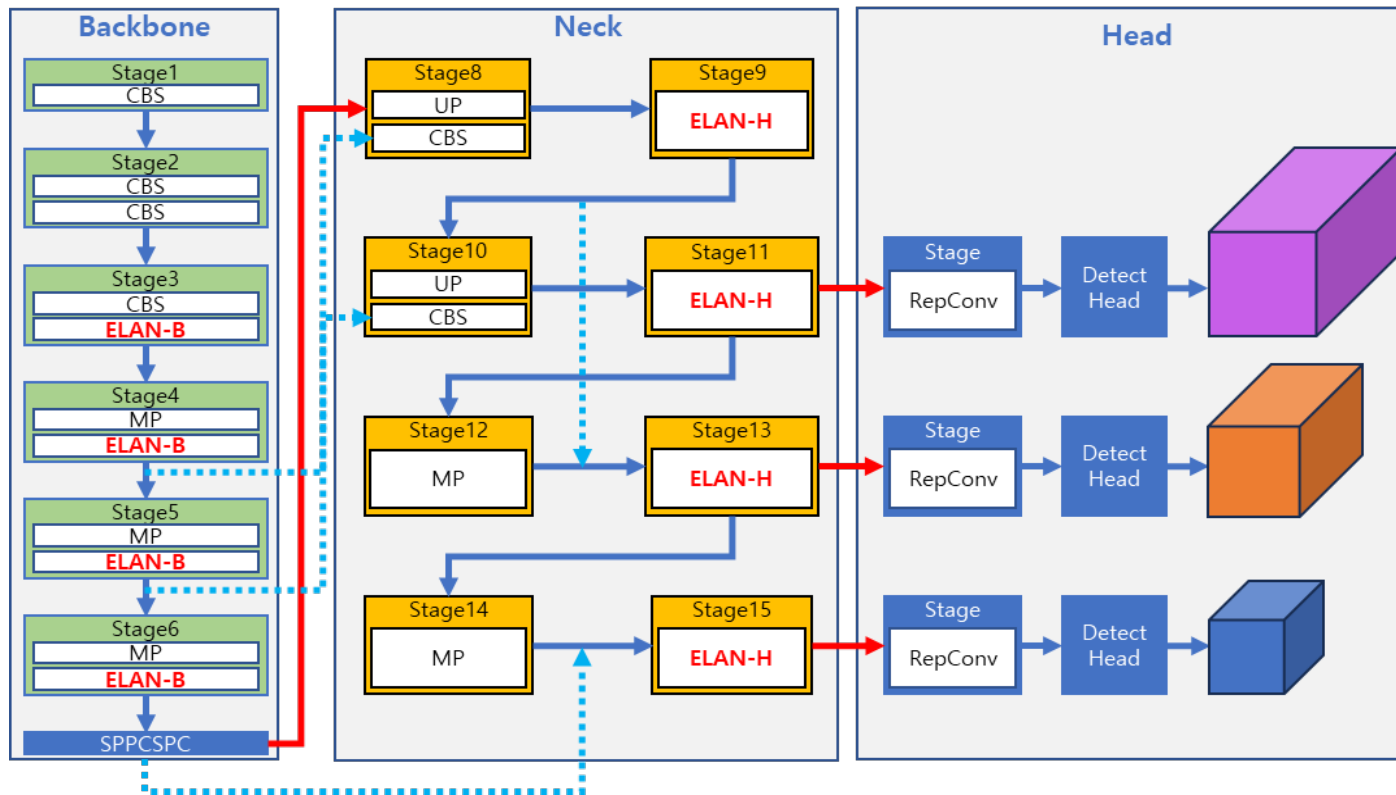 Backbone
Stage1
CBS
Stage2
CBS
CBS
Stage3
CBS
ELAN-B
Stage4
MP
ELAN-B
Stage5
MP
ELAN-B
Stage6
MP
ELAN-B
SPPCSPC
Neck
Stage8
UP
CBS
Stage9
ELAN-H
Stage10
UP
CBS
Stage11
ELAN-H
Stage12
MP
Stage13
ELAN-H
Stage14
MP
Stage15
ELAN-H
Head
Stage
RepConv
Detect
Head
Stage
RepConv
Detect
Head
Stage
RepConv
Detect
Head